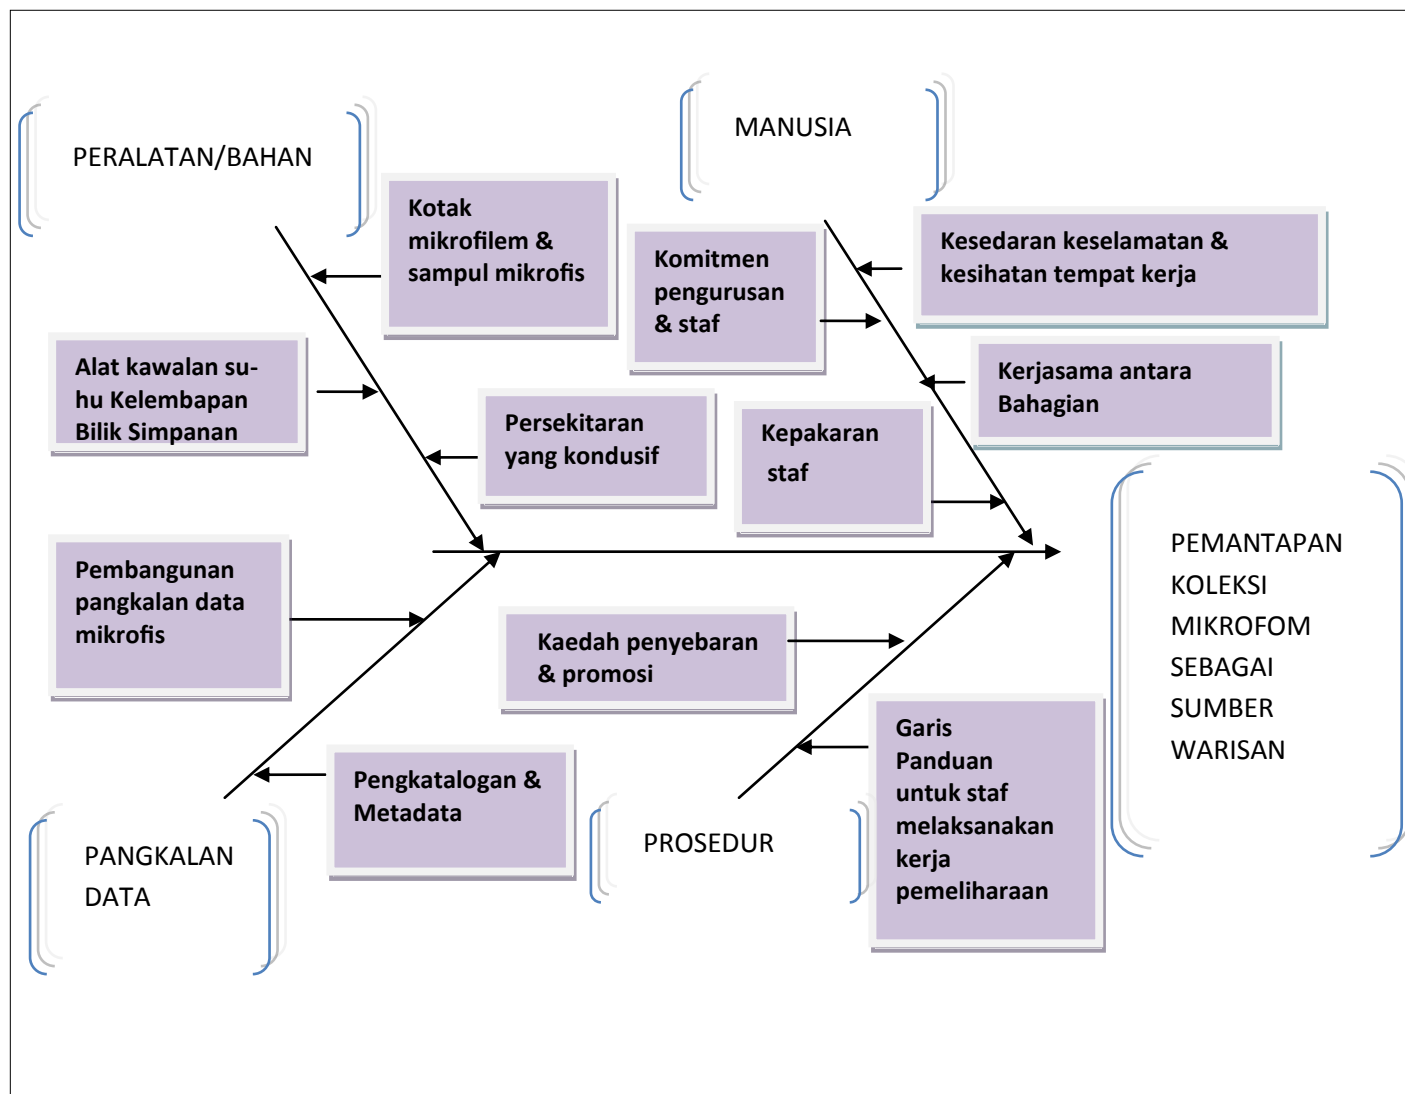 PERALATAN/BAHAN
MANUSIA
Kotak
mikrofilem &
sampul mikrofis
Komitmen
pengurusan
& staf
Kesedaran keselamatan &
kesihatan tempat kerja
Alat kawalan su-
hu Kelembapan
Bilik Simpanan
Persekitaran
yang kondusif
Kepakaran
staf
Kerjasama antara
Bahagian
PEMANTAPAN
KOLEKSI
MIKROFOM
SEBAGAI
SUMBER
WARISAN
Pembangunan
pangkalan data
mikrofis
Kaedah penyebaran
& promosi
Pengkatalogan &
Metadata
Garis
Panduan
untuk staf
melaksanakan
kerja
pemeliharaan
PANGKALAN
DATA
PROSEDUR